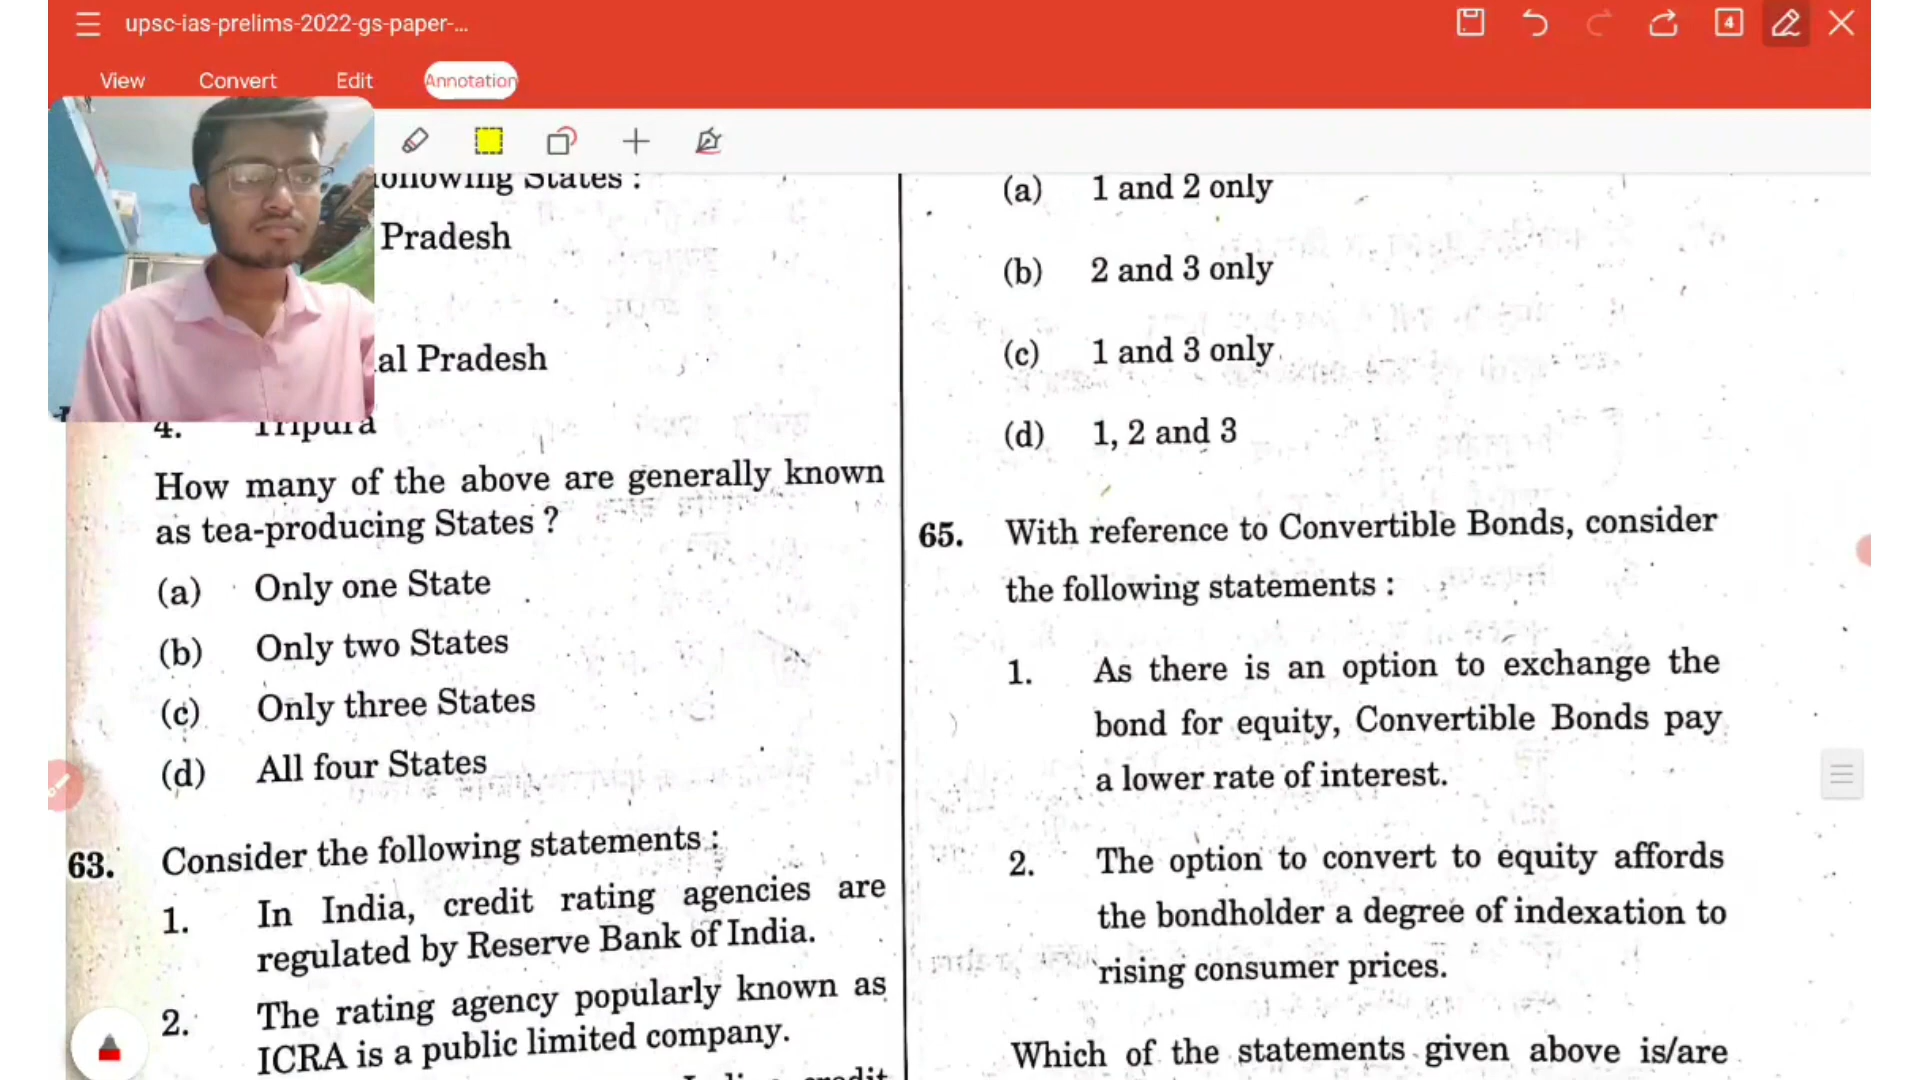 upsc-ias-prelims-2022-gs-paper-...
4
View Convert Edit Annotation
following States :
Pradesh
al Pradesh
4. Tripura
How many of the above are generally known
as tea-producing States ?
(a) Only one State
(b) Only two States
(c) Only three States
(d) All four States
63. Consider the following statements :
1. In India, credit rating agencies are
regulated by Reserve Bank of India.
2. The rating agency popularly known as
ICRA is a public limited company.
(a) 1 and 2 only
(b) 2 and 3 only
(c) 1 and 3 only
(d) 1, 2 and 3
65. With reference to Convertible Bonds, consider
the following statements :
1. As there is an option to exchange the
bond for equity, Convertible Bonds pay
a lower rate of interest.
2. The option to convert to equity affords
the bondholder a degree of indexation to
rising consumer prices.
Which of the statements given above is/are